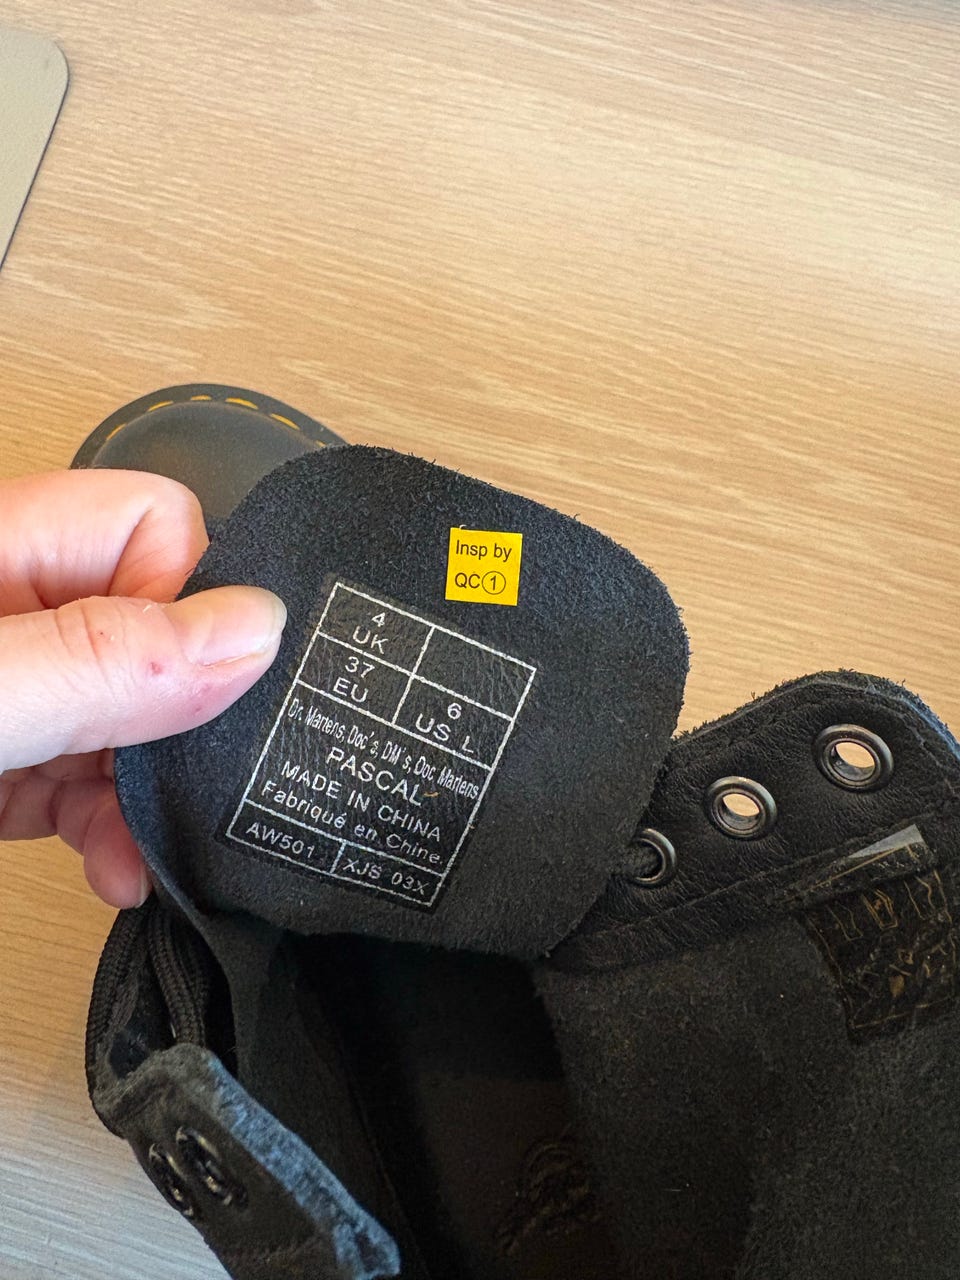 Insp by
QC①
4
UK
37
EU
6
US L
Dr. Martens, Doc's, DM's, Doc Martens
PASCAL
MADE IN CHINA
Fabriqué en Chine.
AW501
XJS 03X